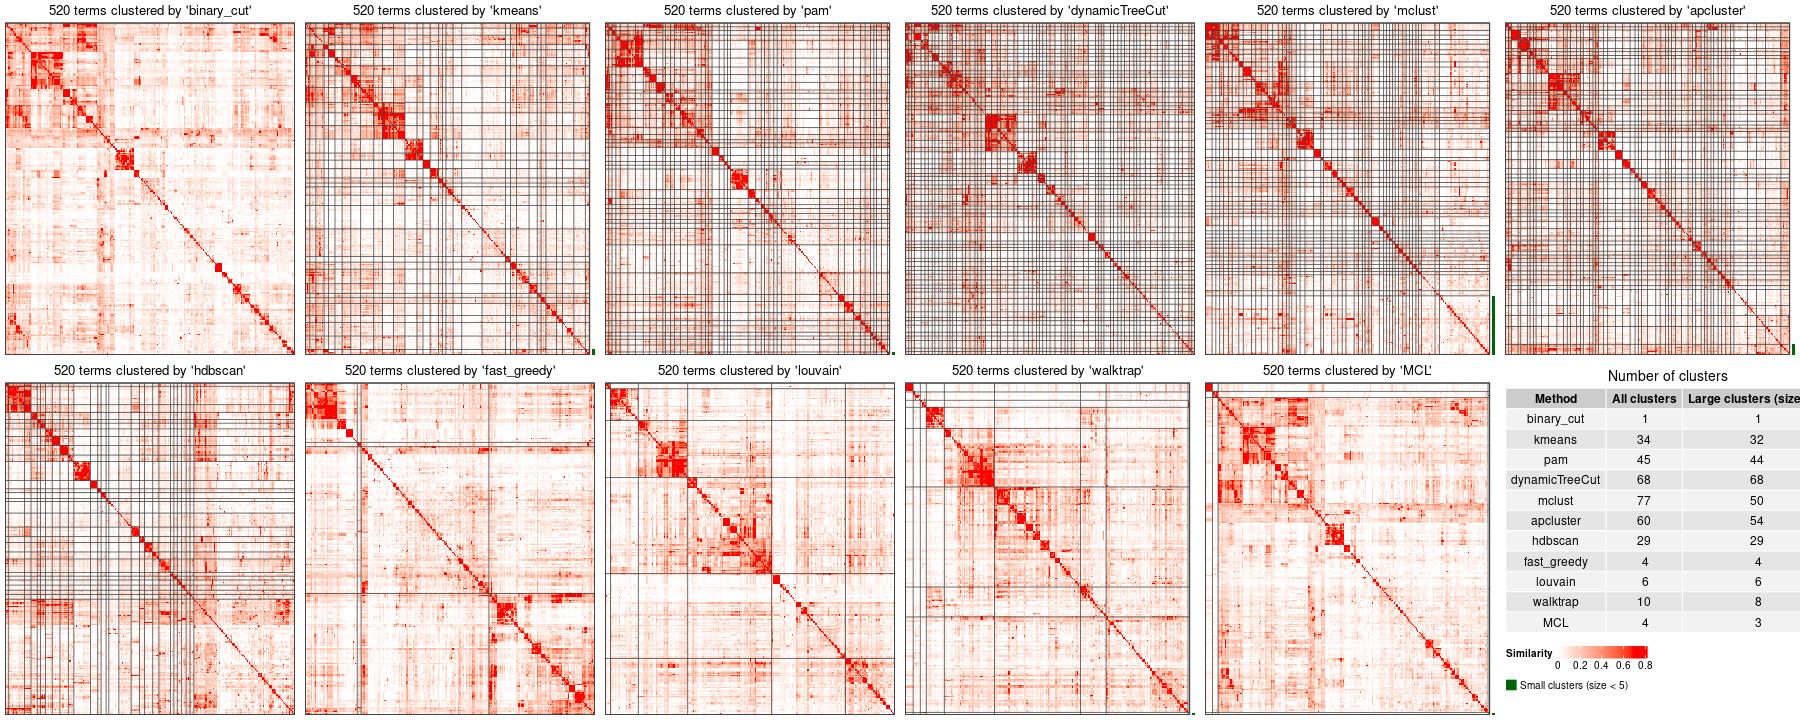 520 terms clustered by 'binary_cut'
520 terms clustered by 'kmeans'
520 terms clustered by 'pam'
520 terms clustered by 'dynamicTreeCut'
520 terms clustered by 'mclust'
520 terms clustered by 'apcluster'
520 terms clustered by 'hdbscan'
520 terms clustered by 'fast_greedy'
520 terms clustered by 'louvain'
520 terms clustered by 'walktrap'
520 terms clustered by 'MCL'
Number of clusters
Method All clusters Large clusters (size
binary_cut 1 1
kmeans 34 32
pam 45 44
dynamicTreeCut 68 68
mclust 77 50
apcluster 60 54
hdbscan 29 29
fast_greedy 4 4
louvain 6 6
walktrap 10 8
MCL 4 3
Similarity
0 0.2 0.4 0.6 0.8
Small clusters (size < 5)